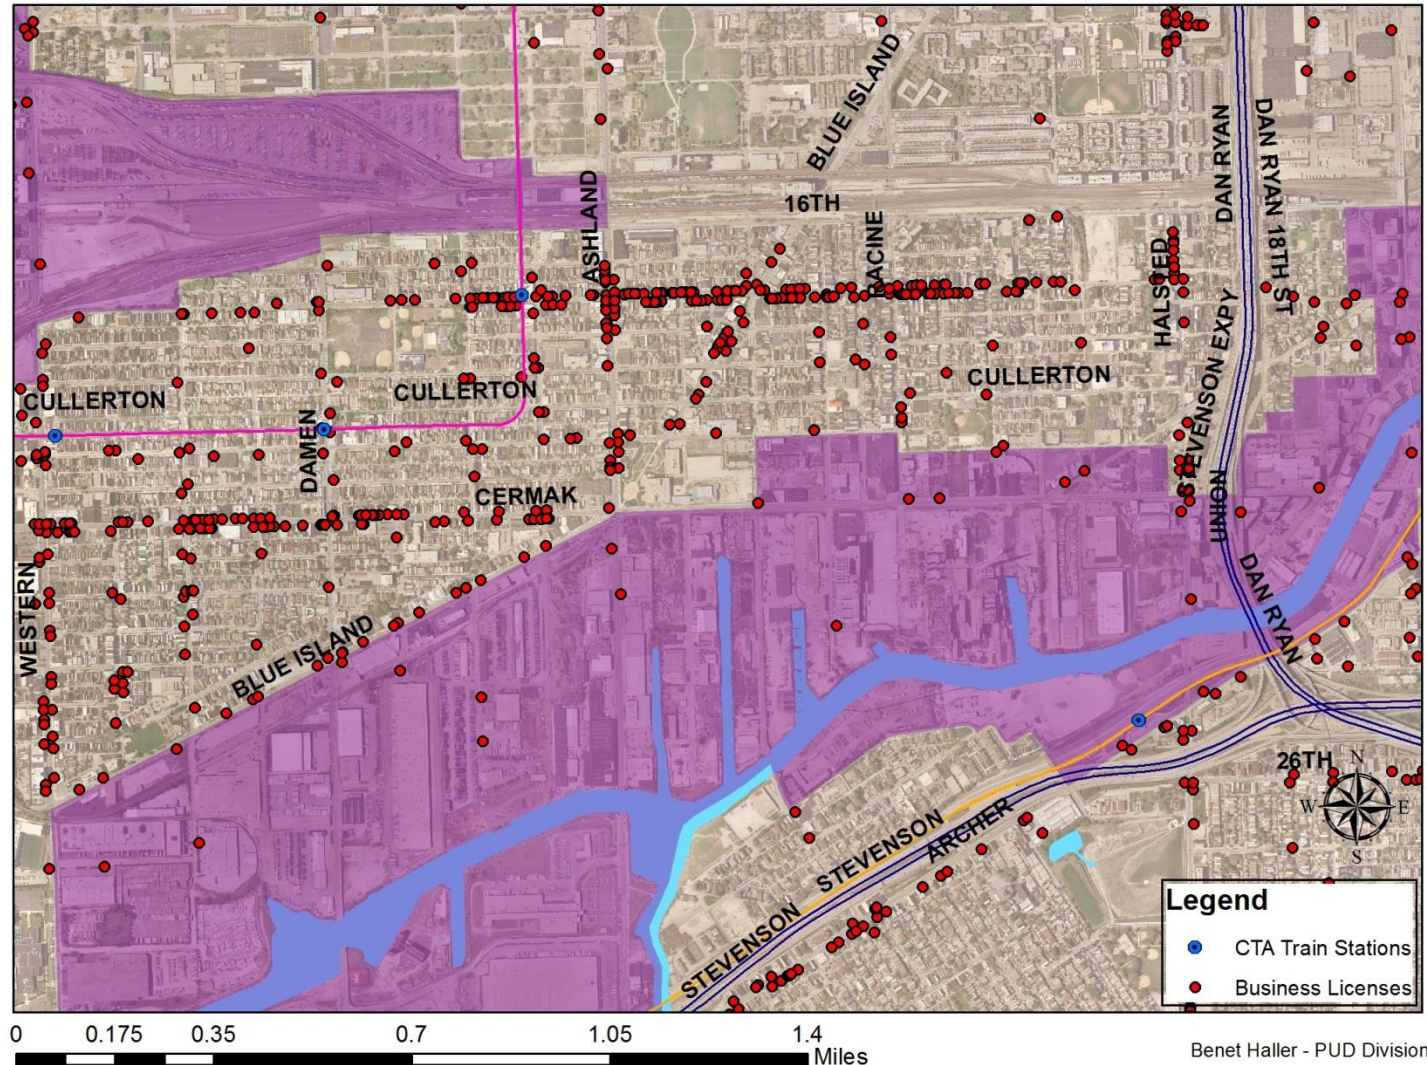 BLUE ISLAND
DAN RYAN
DAN RYAN 18TH ST
ASHLAND
16TH
RACINE
HALSTED
STEVENSON EXPY
CULLERTON
CULLERTON
CULLERTON
DAMEN
CERMAK
UNION
WESTERN
DAN RYAN
BLUE ISLAND
26TH
N
W
E
S
STEVENSON
ARCHER
STEVENSON
Legend
CTA Train Stations
Business Licenses
0 0.175 0.35 0.7 1.05 1.4
Miles
Benet Haller - PUD Division